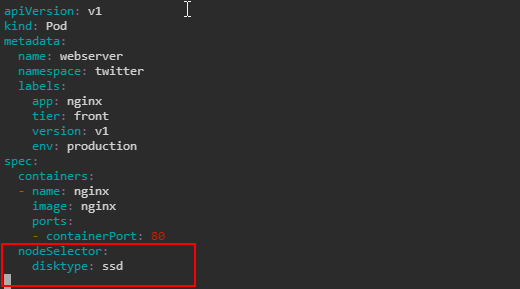 apiVersion: v1
kind: Pod
metadata:
  name: webserver
  namespace: twitter
  labels:
    app: nginx
    tier: front
    version: v1
    env: production
spec:
  containers:
  - name: nginx
    image: nginx
    ports:
    - containerPort: 80
  nodeSelector:
    disktype: ssd